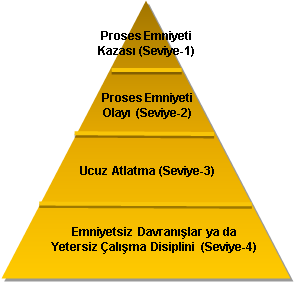 Proses Emniyeti
Kazası (Seviye-1)
Proses Emniyeti
Olayı (Seviye-2)
Ucuz Atlatma (Seviye-3)
Emniyetsiz Davranışlar ya da
Yetersiz Çalışma Disiplini (Seviye-4)